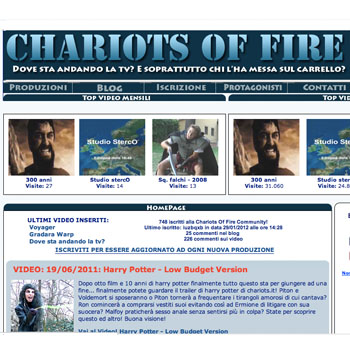 CHARIOTS OF FIRE
DOVE STA ANDANDO LA TV? E SOPRATTUTTO CHI L'HA MESSA SUL CARRELLO?
PRODUZIONI BLOG ISCRIZIONE PROTAGONISTI CONTATTI
TOP VIDEO MENSILI TOP VID
Studio StercO Studio
300 anni Studio stercO Sq. falchi - 2008 300 anni Studio
Visite: 27 Visite: 14 Visite: 13 Visite: 31.060 Visite: 24.8
HOMEPAGE
ULTIMI VIDEO INSERITI:
Voyager
Gradara Warp
Dove sta andando la tv?
748 iscritti alla Chariots Of Fire Community!
Ultimo iscritto: iuzbqxb in data 29/01/2012 alle ore 14:28
25 commenti nel blog
226 commenti sui video
ISCRIVITI PER ESSERE AGGIORNATO AD OGNI NUOVA PRODUZIONE
VIDEO: 19/06/2011: Harry Potter - Low Budget Version
Dopo otto film e 10 anni di harry potter finalmente tutto questo sta per giungere ad una
fine... finalmente potete guardare il trailer di harry potter di chariots.it! Piton e
Voldemort si sposeranno o Piton tornerà a frequentare i tirangoli amorosi di cui cantava?
Ron comincerà a comprarsi vestiti suoi evitando così ad Ermione di litigare con sua
suocera? Malfoy praticherà sesso anale senza sentirsi più in colpa? State per scoprire
questo ed altro! Buona visione!
Vai al Video! Harry Potter - Low Budget Version